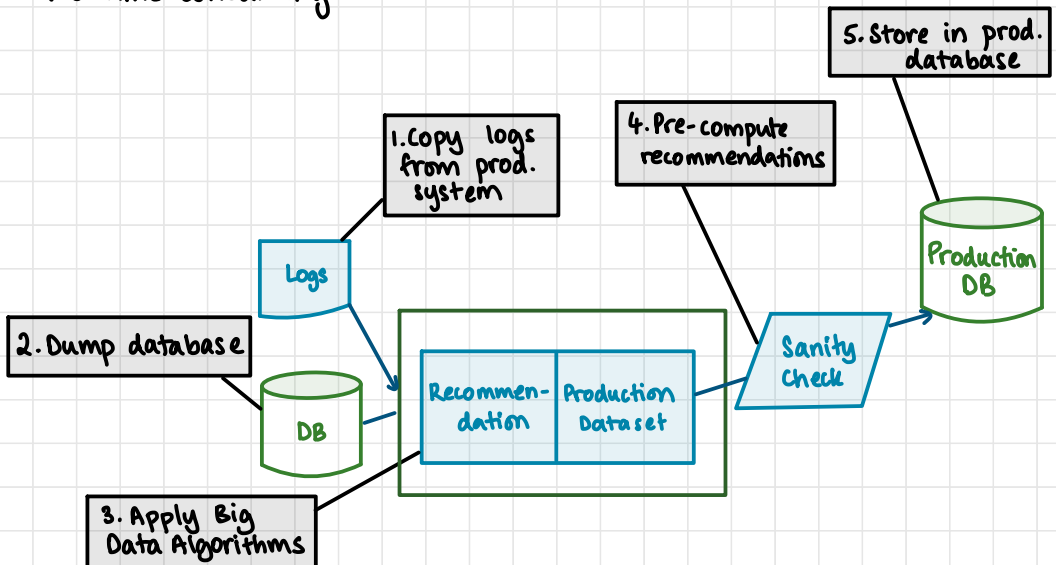 5. Store in prod.
database
1. Copy logs
from prod.
system
4. Pre-compute
recommendations
Logs
Production
DB
2. Dump database
Sanity
Check
Recommen-
dation
Production
Dataset
DB
3. Apply Big
Data Algorithms